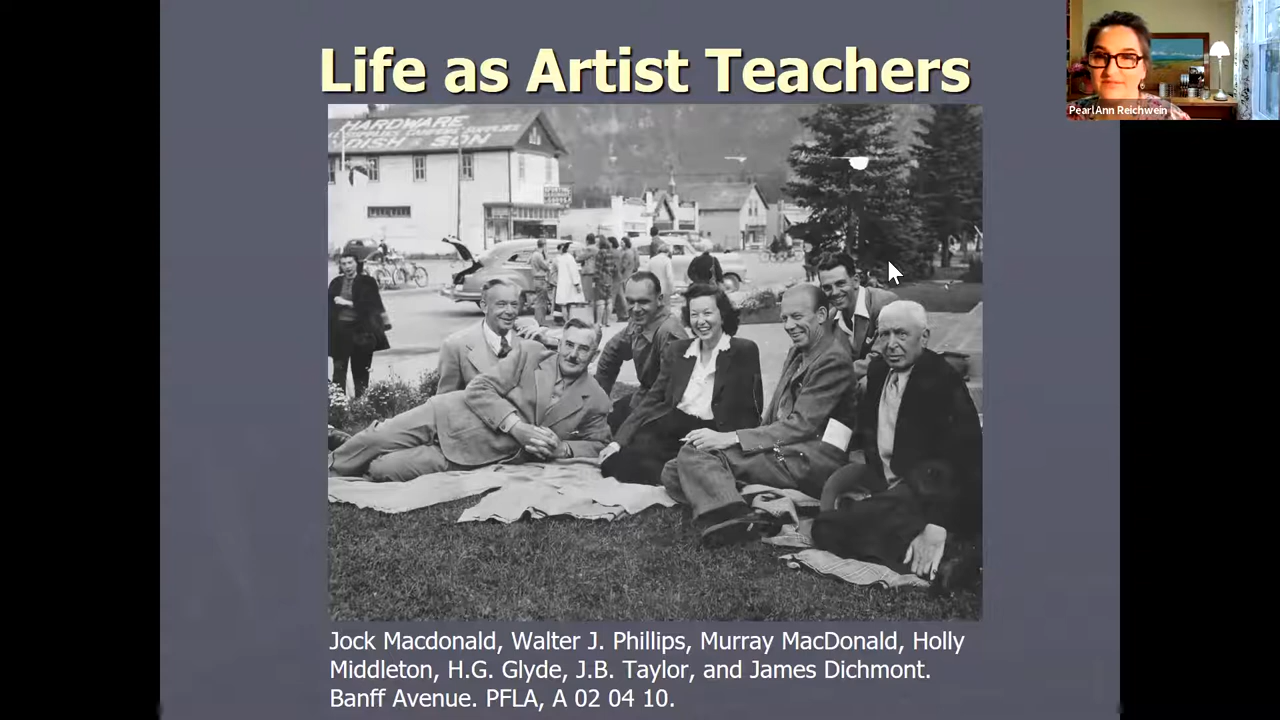 Life as Artist Teachers
PearlAnn Reichwein
HARDWARE
DISH SON
Jock Macdonald, Walter J. Phillips, Murray MacDonald, Holly
Middleton, H.G. Glyde, J.B. Taylor, and James Dichmont.
Banff Avenue. PFLA, A 02 04 10.